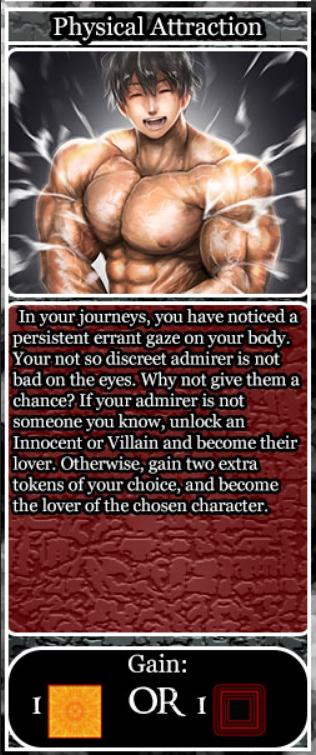 Physical Attraction
In your journeys, you have noticed a
persistent errant gaze on your body.
Your not so discreet admirer is not
bad on the eyes. Why not give them a
chance? If your admirer is not
someone you know, unlock an
Innocent or Villain and become their
lover. Otherwise, gain two extra
tokens of your choice, and become
the lover of the chosen character.
Gain:
1 OR 1